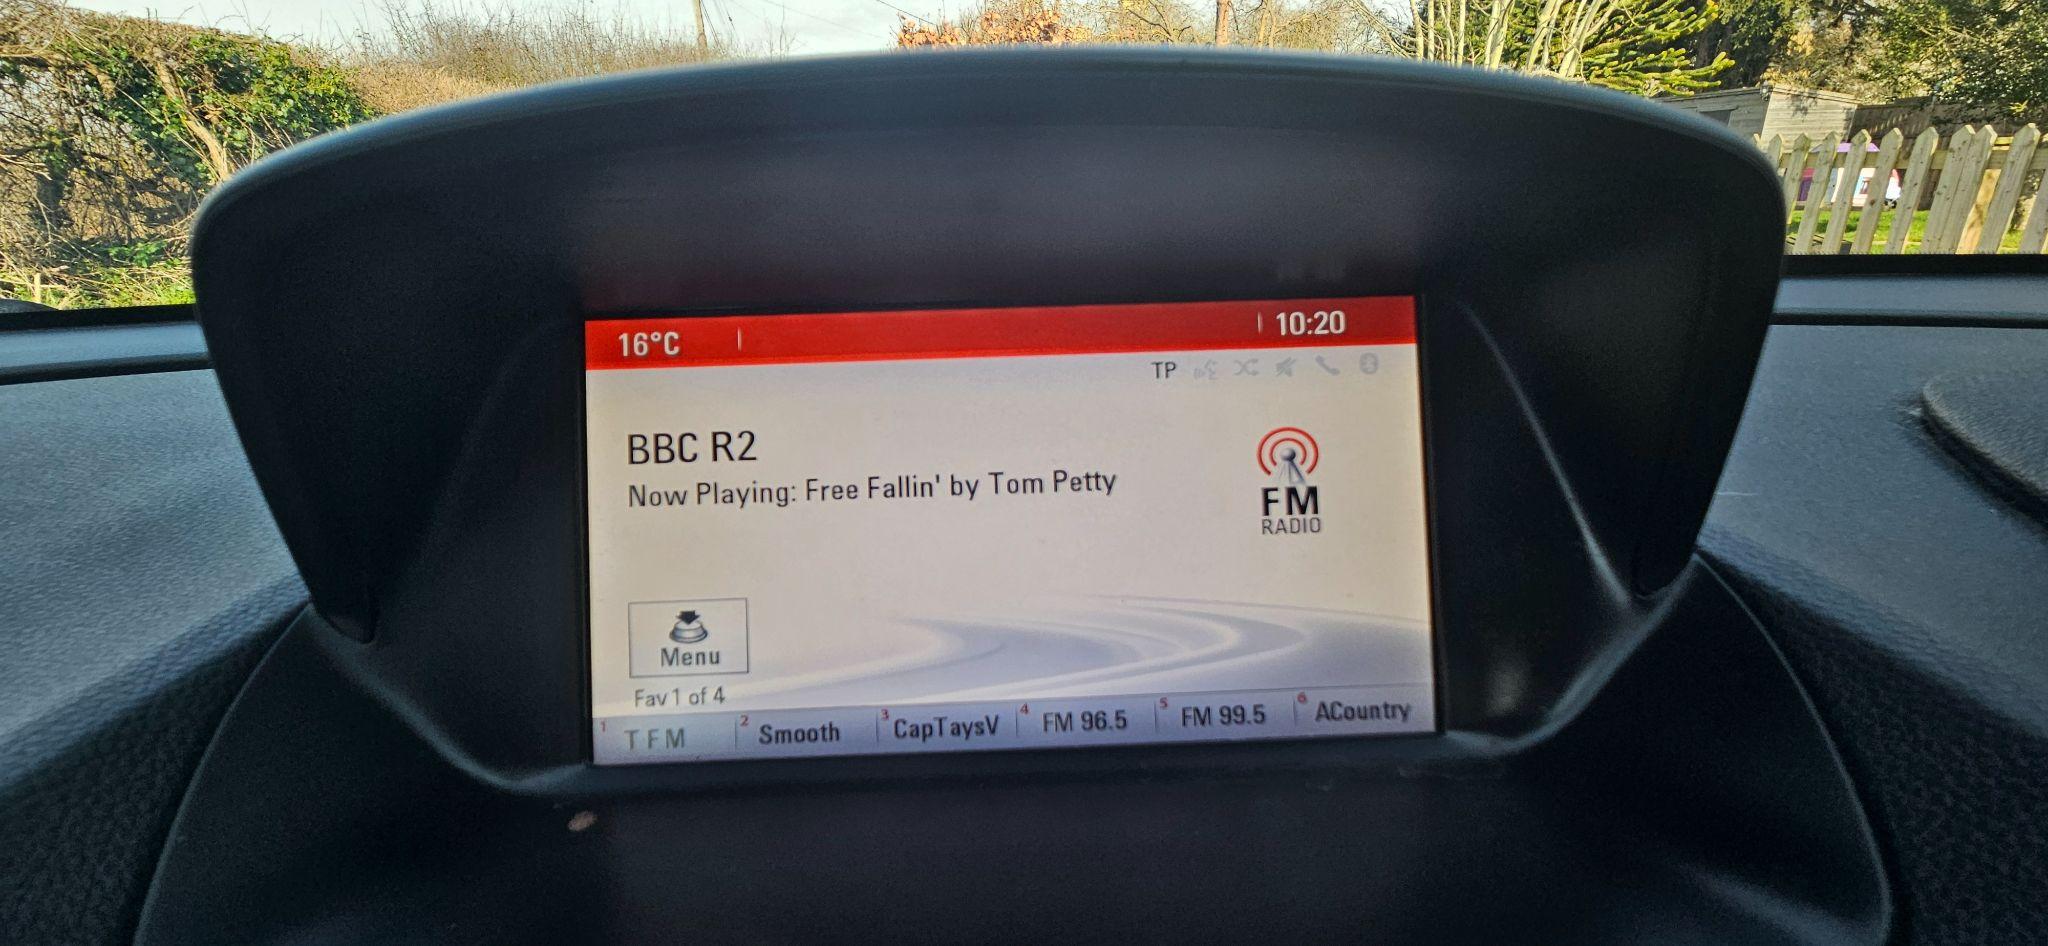 16°C
10:20
TP
BBC R2
Now Playing: Free Fallin' by Tom Petty
FM
RADIO
Menu
Fav 1 of 4
1 TFM 2 Smooth 3 CapTaysV 4 FM 96.5 5 FM 99.5 6 ACountry